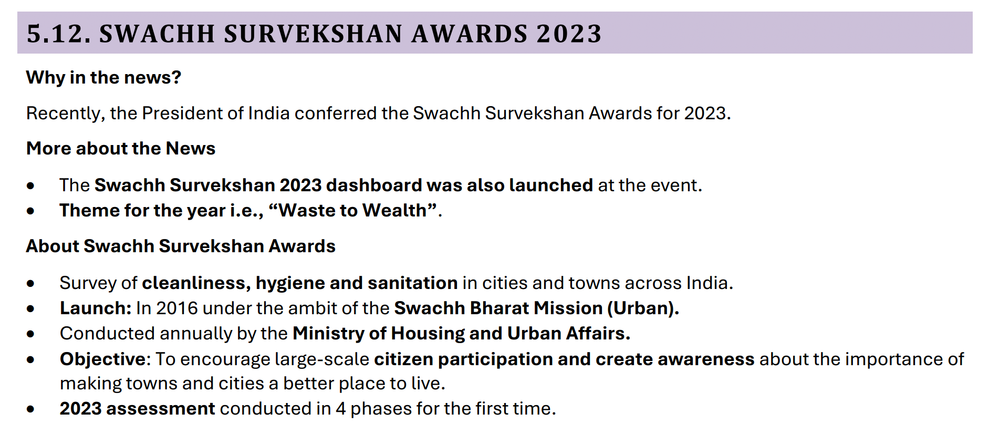 5.12. SWACHH SURVEKSHAN AWARDS 2023
Why in the news?
Recently, the President of India conferred the Swachh Survekshan Awards for 2023.
More about the News
• The Swachh Survekshan 2023 dashboard was also launched at the event.
• Theme for the year i.e., “Waste to Wealth”.
About Swachh Survekshan Awards
• Survey of cleanliness, hygiene and sanitation in cities and towns across India.
• Launch: In 2016 under the ambit of the Swachh Bharat Mission (Urban).
• Conducted annually by the Ministry of Housing and Urban Affairs.
• Objective: To encourage large-scale citizen participation and create awareness about the importance of
making towns and cities a better place to live.
• 2023 assessment conducted in 4 phases for the first time.